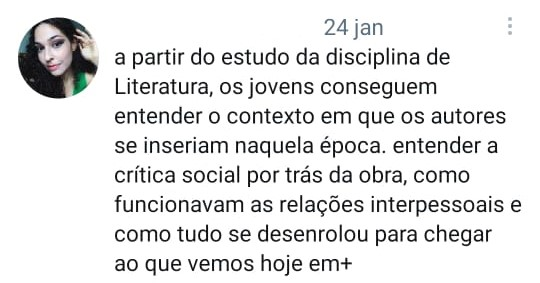 24 jan
a partir do estudo da disciplina de
Literatura, os jovens conseguem
entender o contexto em que os autores
se inseriam naquela época. entender a
crítica social por trás da obra, como
funcionavam as relações interpessoais e
como tudo se desenrolou para chegar
ao que vemos hoje em+